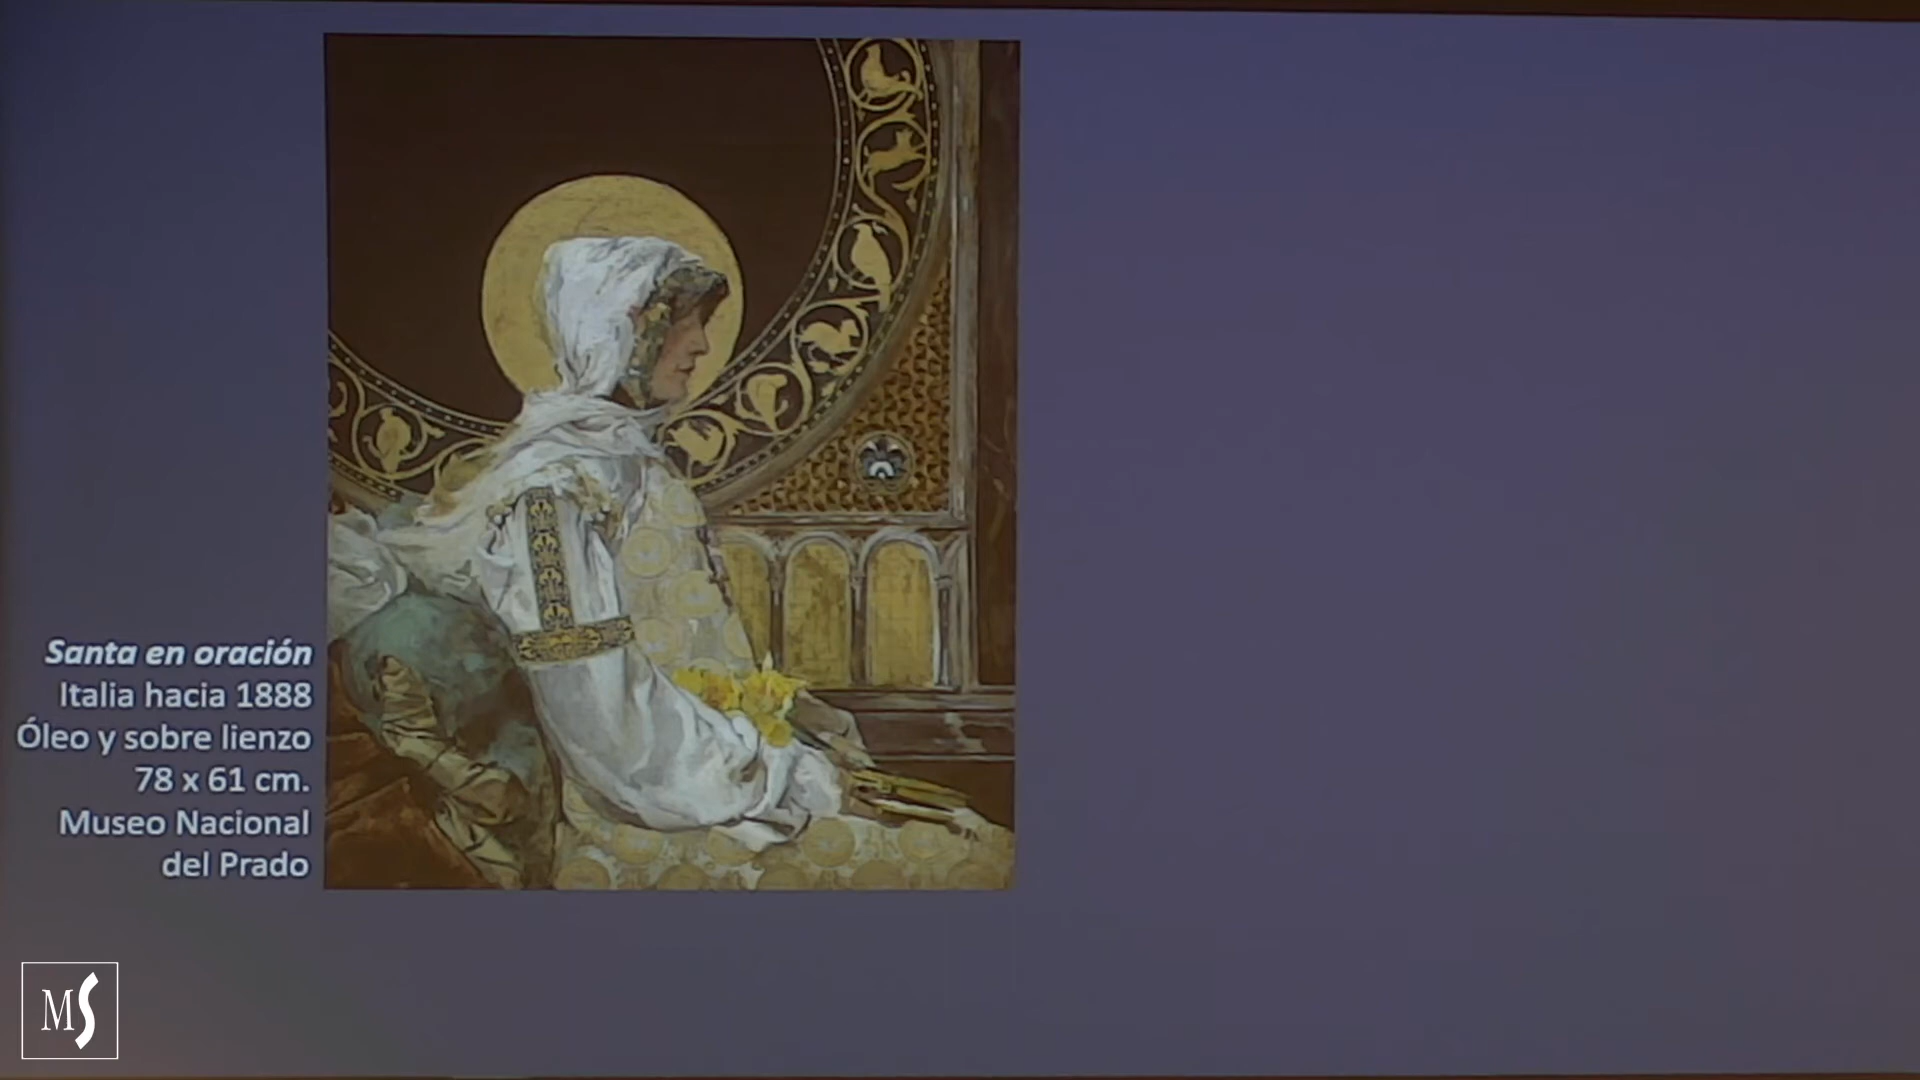 Santa en oración
Italia hacia 1888
Óleo y sobre lienzo
78 x 61 cm.
Museo Nacional
del Prado
MS